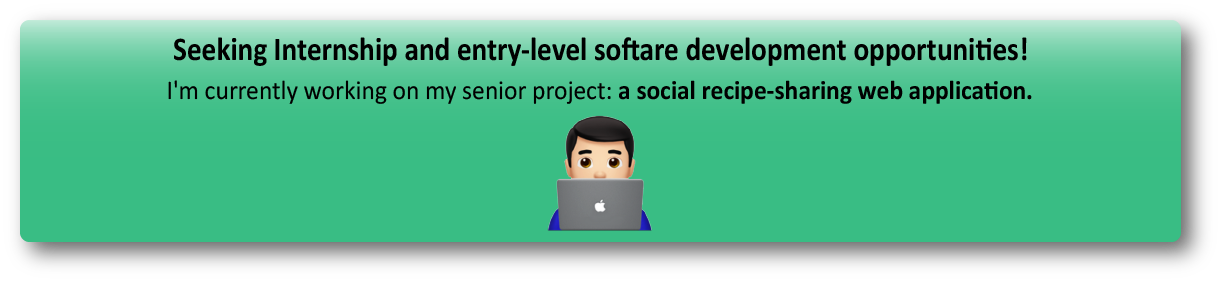 Seeking Internship and entry-level softare development opportunities!
I'm currently working on my senior project: a social recipe-sharing web application.